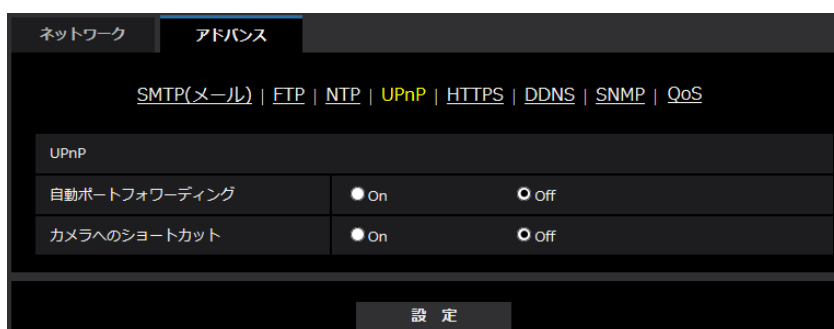 ネットワーク アドバンス
SMTP(メール) | FTP | NTP | UPnP | HTTPS | DDNS | SNMP | QoS
UPnP
自動ポートフォワーディング On Off
カメラへのショートカット On Off
設 定